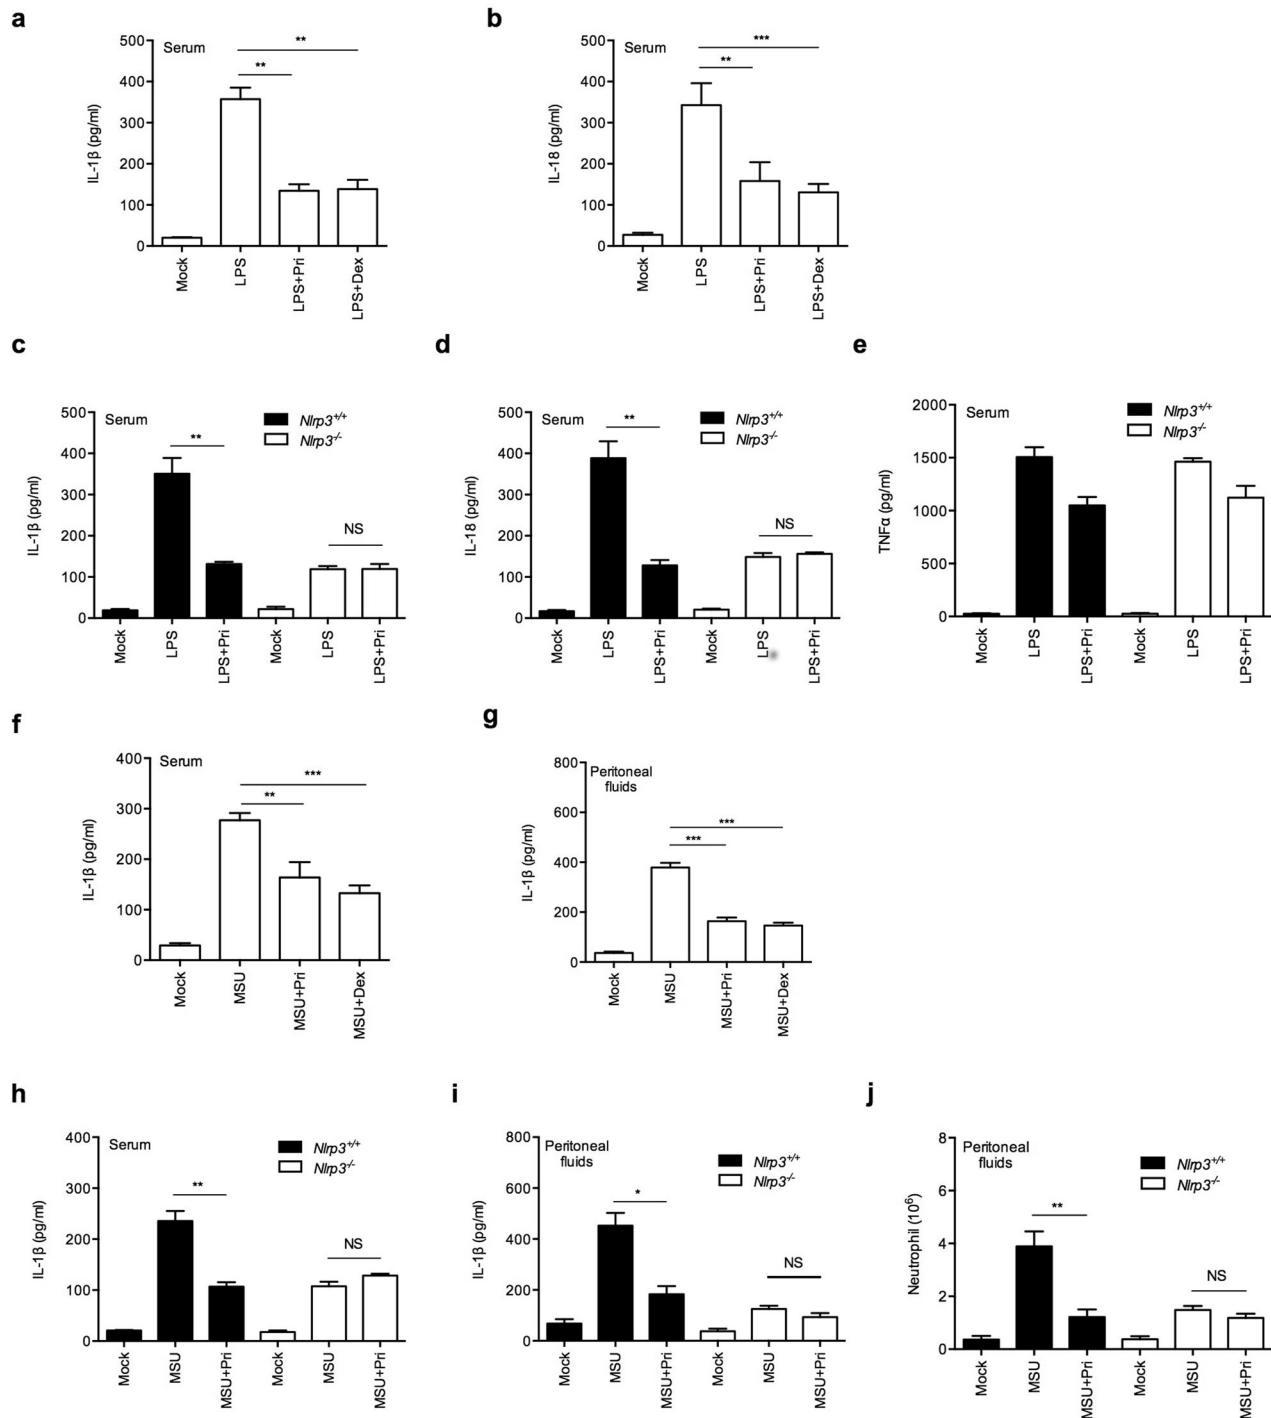 a
Serum
**
**
IL-1β (pg/ml)
500
400
300
200
100
0
Mock
LPS
LPS+Pri
LPS+Dex
b
Serum
***
**
IL-18 (pg/ml)
500
400
300
200
100
0
Mock
LPS
LPS+Pri
LPS+Dex
c
Serum
Nlrp3+/+
Nlrp3-/-
**
NS
IL-1β (pg/ml)
500
400
300
200
100
0
Mock
LPS
LPS+Pri
Mock
LPS
LPS+Pri
d
Serum
Nlrp3+/+
Nlrp3-/-
**
NS
IL-18 (pg/ml)
500
400
300
200
100
0
Mock
LPS
LPS+Pri
Mock
LPS
LPS+Pri
e
Serum
Nlrp3+/+
Nlrp3-/-
TNFα (pg/ml)
2000
1500
1000
500
0
Mock
LPS
LPS+Pri
Mock
LPS
LPS+Pri
f
Serum
***
**
IL-1β (pg/ml)
400
300
200
100
0
Mock
MSU
MSU+Pri
MSU+Dex
g
Peritoneal
fluids
***
***
IL-1β (pg/ml)
800
600
400
200
0
Mock
MSU
MSU+Pri
MSU+Dex
h
Serum
Nlrp3+/+
Nlrp3-/-
**
NS
IL-1β (pg/ml)
400
300
200
100
0
Mock
MSU
MSU+Pri
Mock
MSU
MSU+Pri
i
Peritoneal
fluids
Nlrp3+/+
Nlrp3-/-
*
NS
IL-1β (pg/ml)
800
600
400
200
0
Mock
MSU
MSU+Pri
Mock
MSU
MSU+Pri
j
Peritoneal
fluids
Nlrp3+/+
Nlrp3-/-
**
NS
Neutrophil (10⁶)
8
6
4
2
0
Mock
MSU
MSU+Pri
Mock
MSU
MSU+Pri